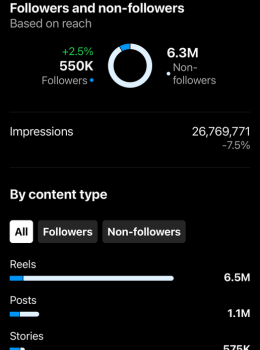 Followers and non-followers
Based on reach
+2.5%
550K
Followers
6.3M
Non-
followers
Impressions
26,769,771
-7.5%
By content type
All
Followers
Non-followers
Reels
6.5M
Posts
1.1M
Stories
575K